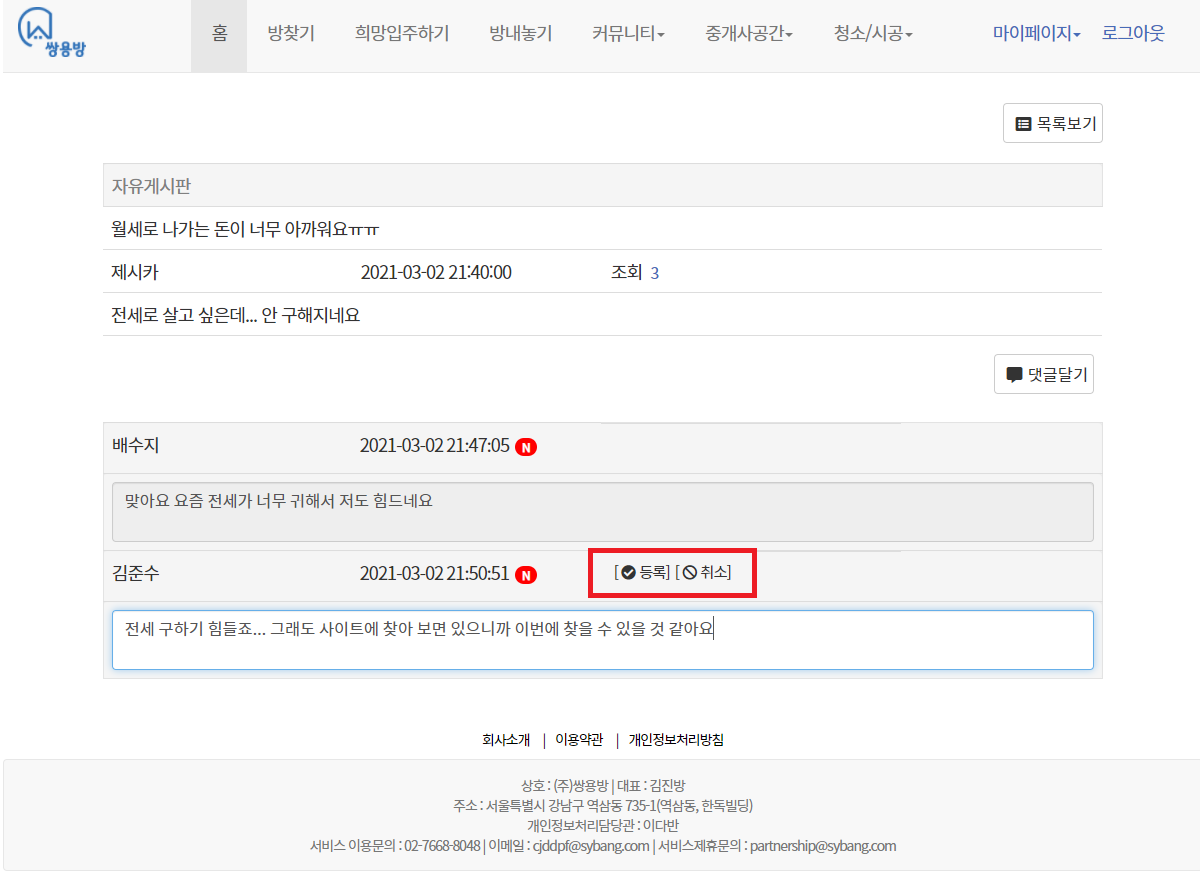 쌍용방
홈 방찾기 희망입주하기 방내놓기 커뮤니티 중개사공간 청소/시공 마이페이지 로그아웃
목록보기
자유게시판
월세로 나가는 돈이 너무 아까워요ㅠㅠ
제시카 2021-03-02 21:40:00 조회 3
전세로 살고 싶은데... 안 구해지네요
댓글달기
배수지 2021-03-02 21:47:05 N
맞아요 요즘 전세가 너무 귀해서 저도 힘드네요
김준수 2021-03-02 21:50:51 N [등록] [취소]
전세 구하기 힘들죠... 그래도 사이트에 찾아 보면 있으니까 이번에 찾을 수 있을 것 같아요
회사소개 | 이용약관 | 개인정보처리방침
상호 : (주)쌍용방 | 대표 : 김진방
주소 : 서울특별시 강남구 역삼동 735-1(역삼동, 한독빌딩)
개인정보처리담당관 : 이다반
서비스 이용문의 : 02-7668-8048 | 이메일 : cjddpf@sybang.com | 서비스제휴문의 : partnership@sybang.com